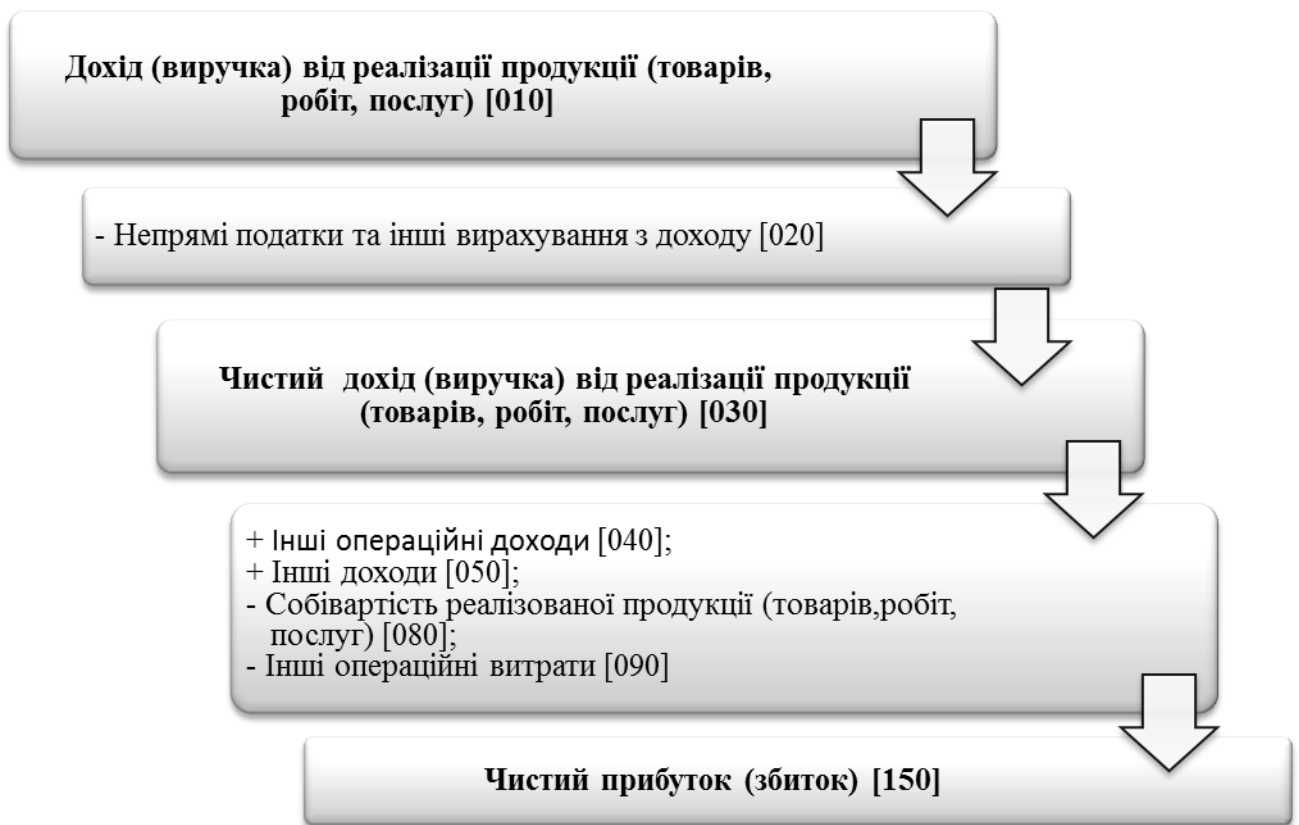 Дохід (виручка) від реалізації продукції (товарів,
робіт, послуг) [010]
- Непрямі податки та інші вирахування з доходу [020]
Чистий дохід (виручка) від реалізації продукції
(товарів, робіт, послуг) [030]
+ Інші операційні доходи [040];
+ Інші доходи [050];
- Собівартість реалізованої продукції (товарів,робіт,
послуг) [080];
- Інші операційні витрати [090]
Чистий прибуток (збиток) [150]